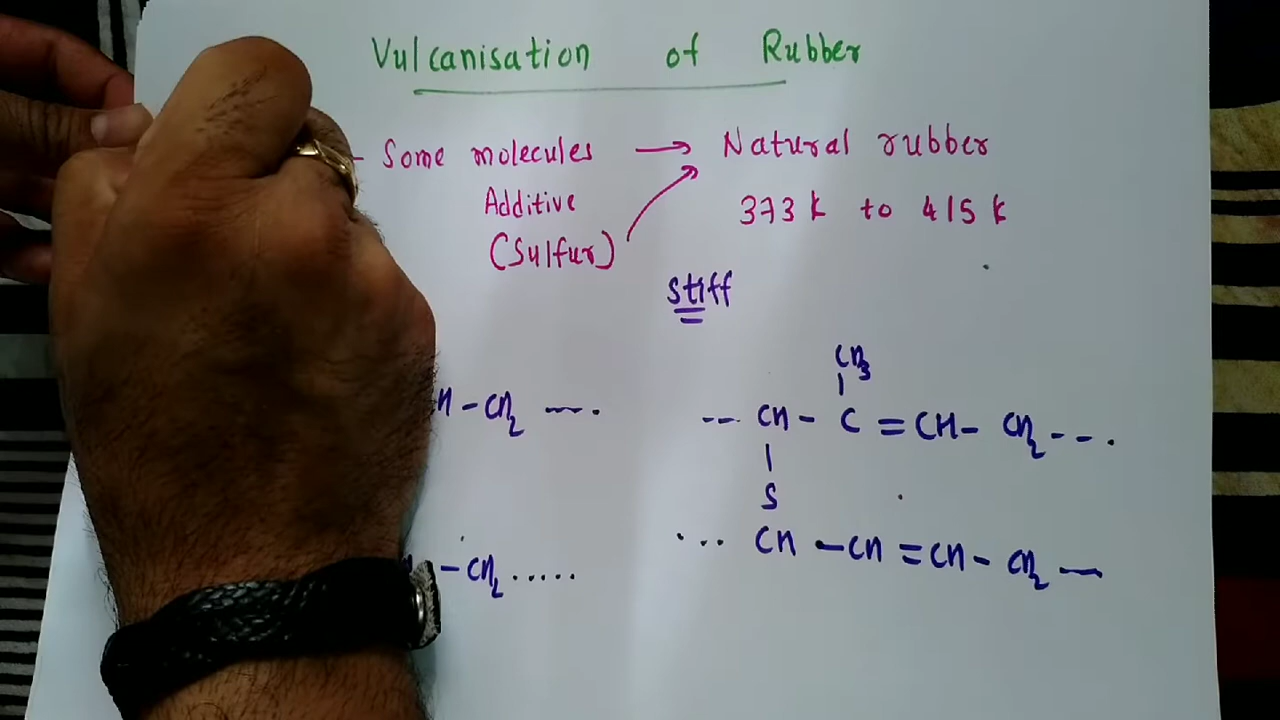 Vulcanisation of Rubber
- Some molecules → Natural rubber
Additive 373 k to 415 k
(Sulfur)
stiff
CH3
|
H - CH2 ---. --- CH - C = CH - CH2 ---.
|
S
... CH - CH = CH - CH2 —
- CH2 .....